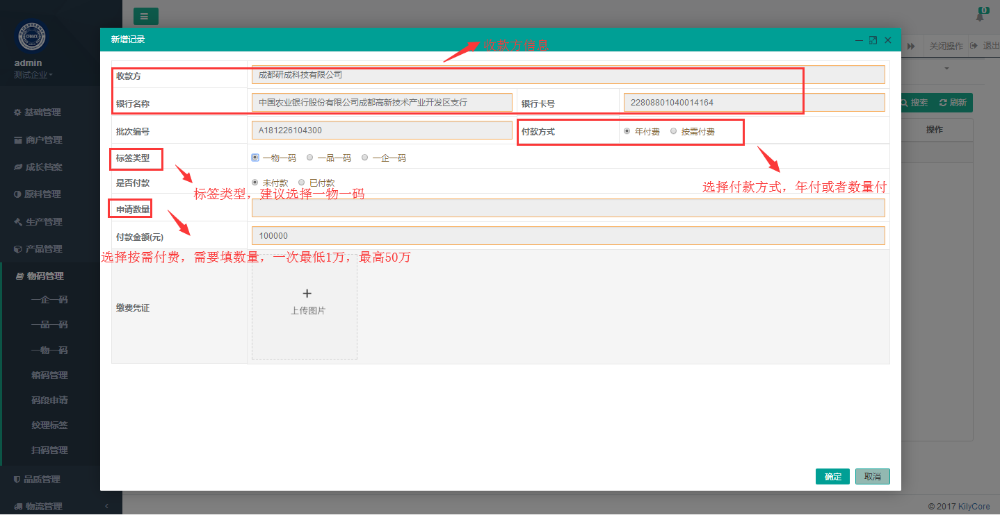 0
admin
测试企业
基础管理
商户管理
成长档案
原料管理
生产管理
产品管理
物码管理
一企一码
一品一码
一物一码
箱码管理
码段申请
纹理标签
扫码管理
品质管理
物流管理
关闭操作
退出
搜索
刷新
操作
新增记录
收款方信息
收款方
成都研成科技有限公司
银行名称
中国农业银行股份有限公司成都高新技术产业开发区支行
银行卡号
22808801040014164
批次编号
A181226104300
付款方式
年付费
按需付费
标签类型
一物一码
一品一码
一企一码
选择付款方式，年付或者数量付
是否付款
未付款
已付款
标签类型，建议选择一物一码
申请数量
付款金额(元)
100000
选择按需付费，需要填数量，一次最低1万，最高50万
缴费凭证
上传图片
确定
取消
© 2017 KilyCore